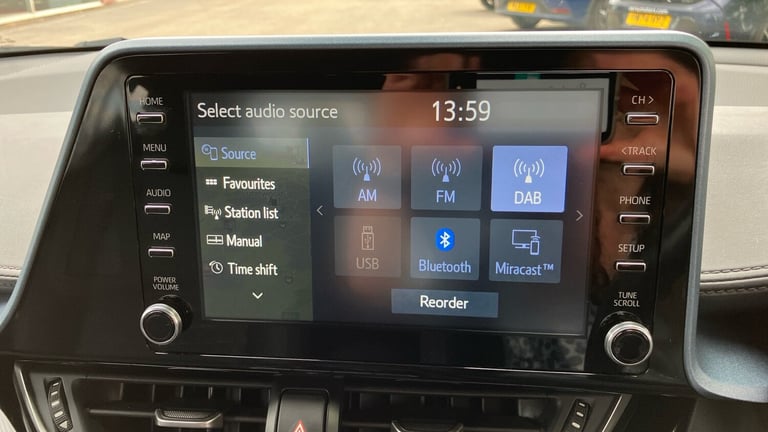 HOME
MENU
AUDIO
MAP
POWER
VOLUME
Select audio source
13:59
Source
Favourites
Station list
Manual
Time shift
AM
FM
DAB
USB
Bluetooth
Miracast™
Reorder
CH >
<TRACK
PHONE
SETUP
TUNE
SCROLL